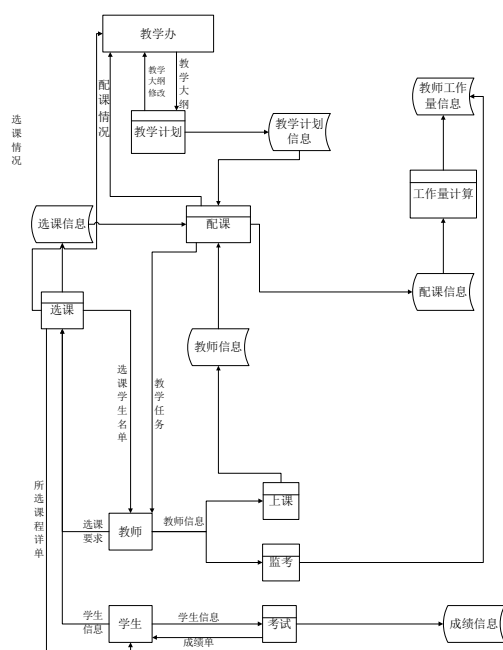 教学办
教学
大纲
修改
教学大纲
配课情况
选课情况
教学计划
教学计划
信息
教师工作
量信息
工作量计算
选课信息
配课
配课信息
选课
教师信息
选课学生名单
教学任务
所选课程详单
上课
选课
要求
教师
教师信息
监考
学生
信息
学生
学生信息
成绩单
考试
成绩信息